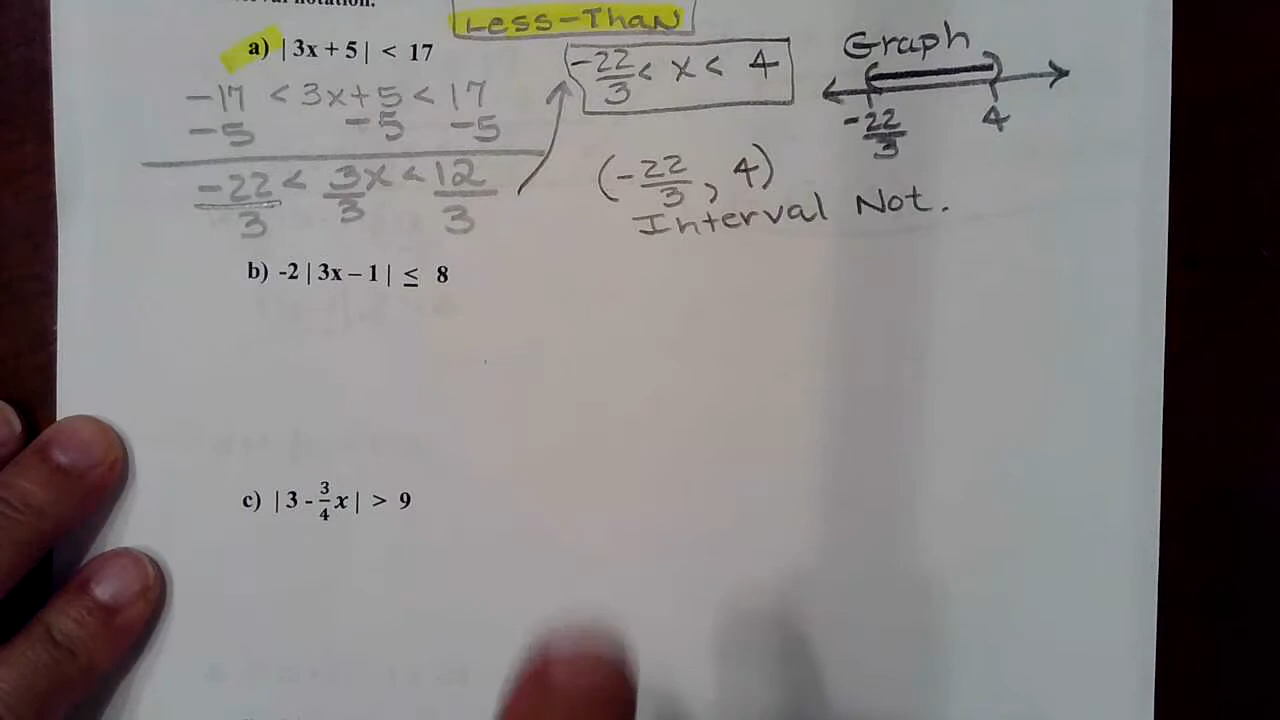 notation.
Less-Than
a) | 3x + 5 | < 17
-17 < 3x+5 < 17
-5 -5 -5
-22/3 < 3x/3 < 12/3
-22/3 < x < 4
Graph
-22/3 4
(-22/3, 4)
Interval Not.
b) -2 | 3x – 1 | ≤ 8
c) | 3 - 3/4 x | > 9